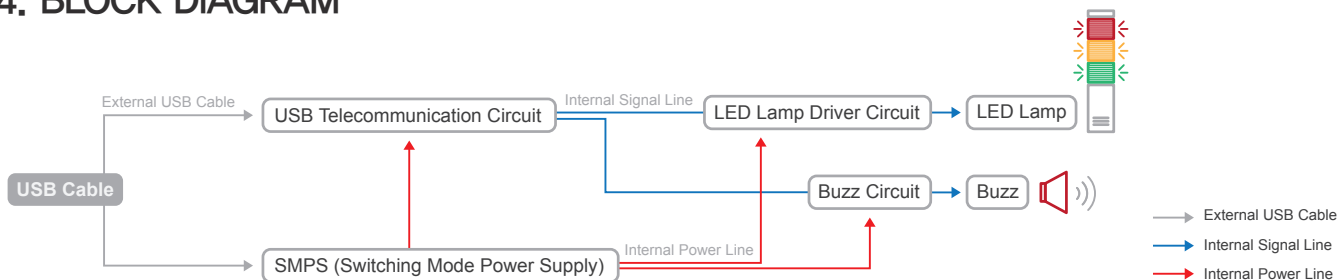 4. BLOCK DIAGRAM
External USB Cable
USB Telecommunication Circuit
Internal Signal Line
LED Lamp Driver Circuit
LED Lamp
USB Cable
Buzz Circuit
Buzz
SMPS (Switching Mode Power Supply)
Internal Power Line
External USB Cable
Internal Signal Line
Internal Power Line